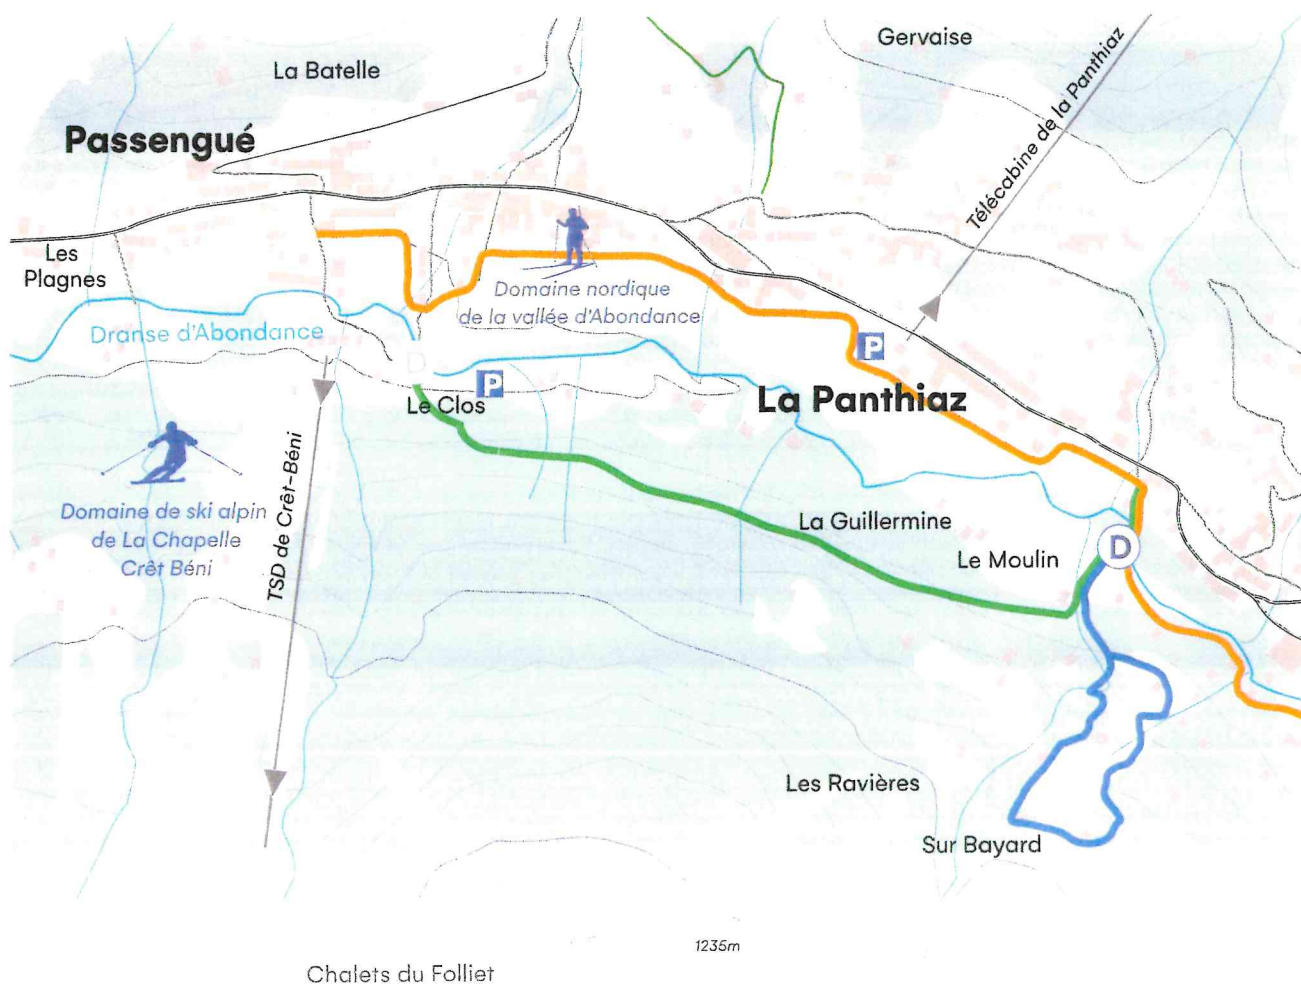 Gervaise
La Batelle
Télécabine de la Panthiaz
Passengué
Les
Plagnes
Domaine nordique
de la vallée d'Abondance
Dranse d'Abondance
D
P
P
Le Clos
La Panthiaz
TSD de Crêt-Béni
Domaine de ski alpin
de La Chapelle
Crêt Béni
La Guillermine
Le Moulin
D
Les Ravières
Sur Bayard
1235m
Chalets du Folliet